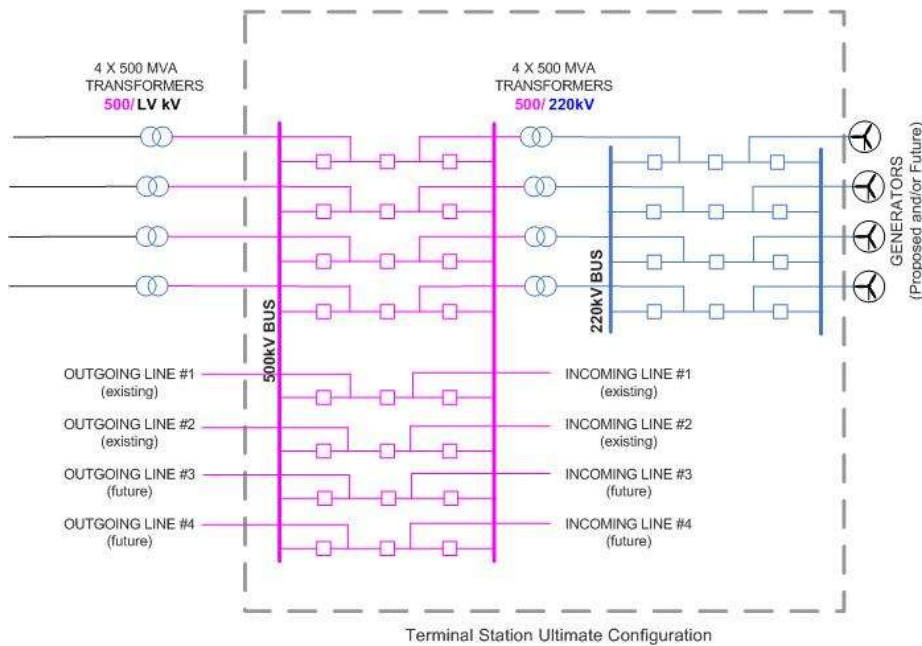 4 X 500 MVA
TRANSFORMERS
500/ LV kV
4 X 500 MVA
TRANSFORMERS
500/ 220kV
GENERATORS
(Proposed and/or Future)
500kV BUS
220kV BUS
OUTGOING LINE #1
(existing)
INCOMING LINE #1
(existing)
OUTGOING LINE #2
(existing)
INCOMING LINE #2
(existing)
OUTGOING LINE #3
(future)
INCOMING LINE #3
(future)
OUTGOING LINE #4
(future)
INCOMING LINE #4
(future)
Terminal Station Ultimate Configuration